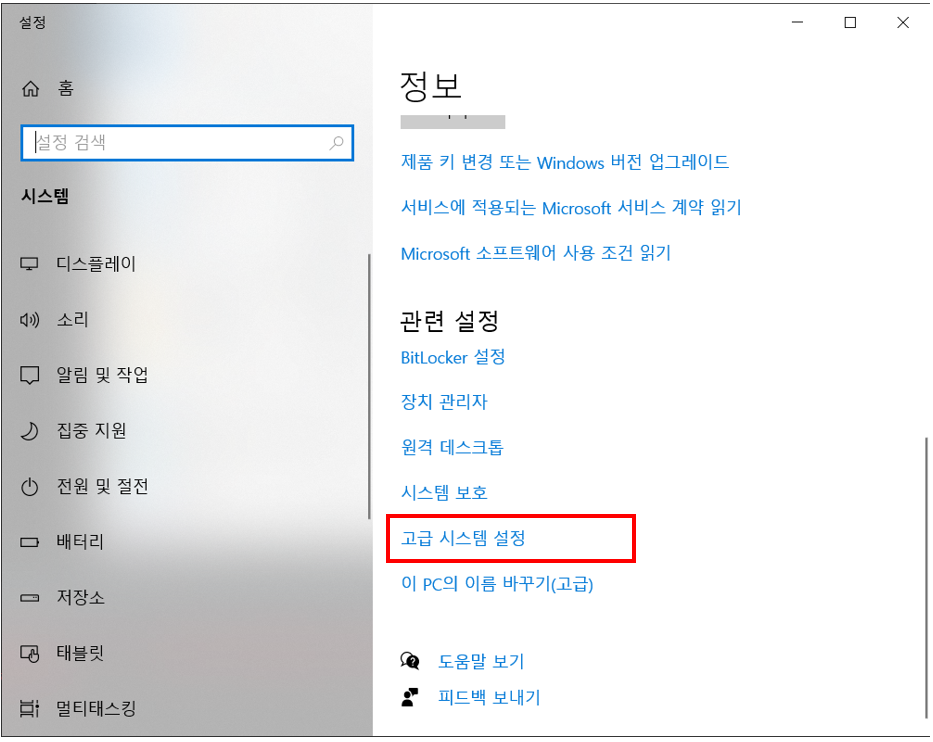 설정
홈
설정 검색
시스템
디스플레이
소리
알림 및 작업
집중 지원
전원 및 절전
배터리
저장소
태블릿
멀티태스킹
정보
제품 키 변경 또는 Windows 버전 업그레이드
서비스에 적용되는 Microsoft 서비스 계약 읽기
Microsoft 소프트웨어 사용 조건 읽기
관련 설정
BitLocker 설정
장치 관리자
원격 데스크톱
시스템 보호
고급 시스템 설정
이 PC의 이름 바꾸기(고급)
도움말 보기
피드백 보내기